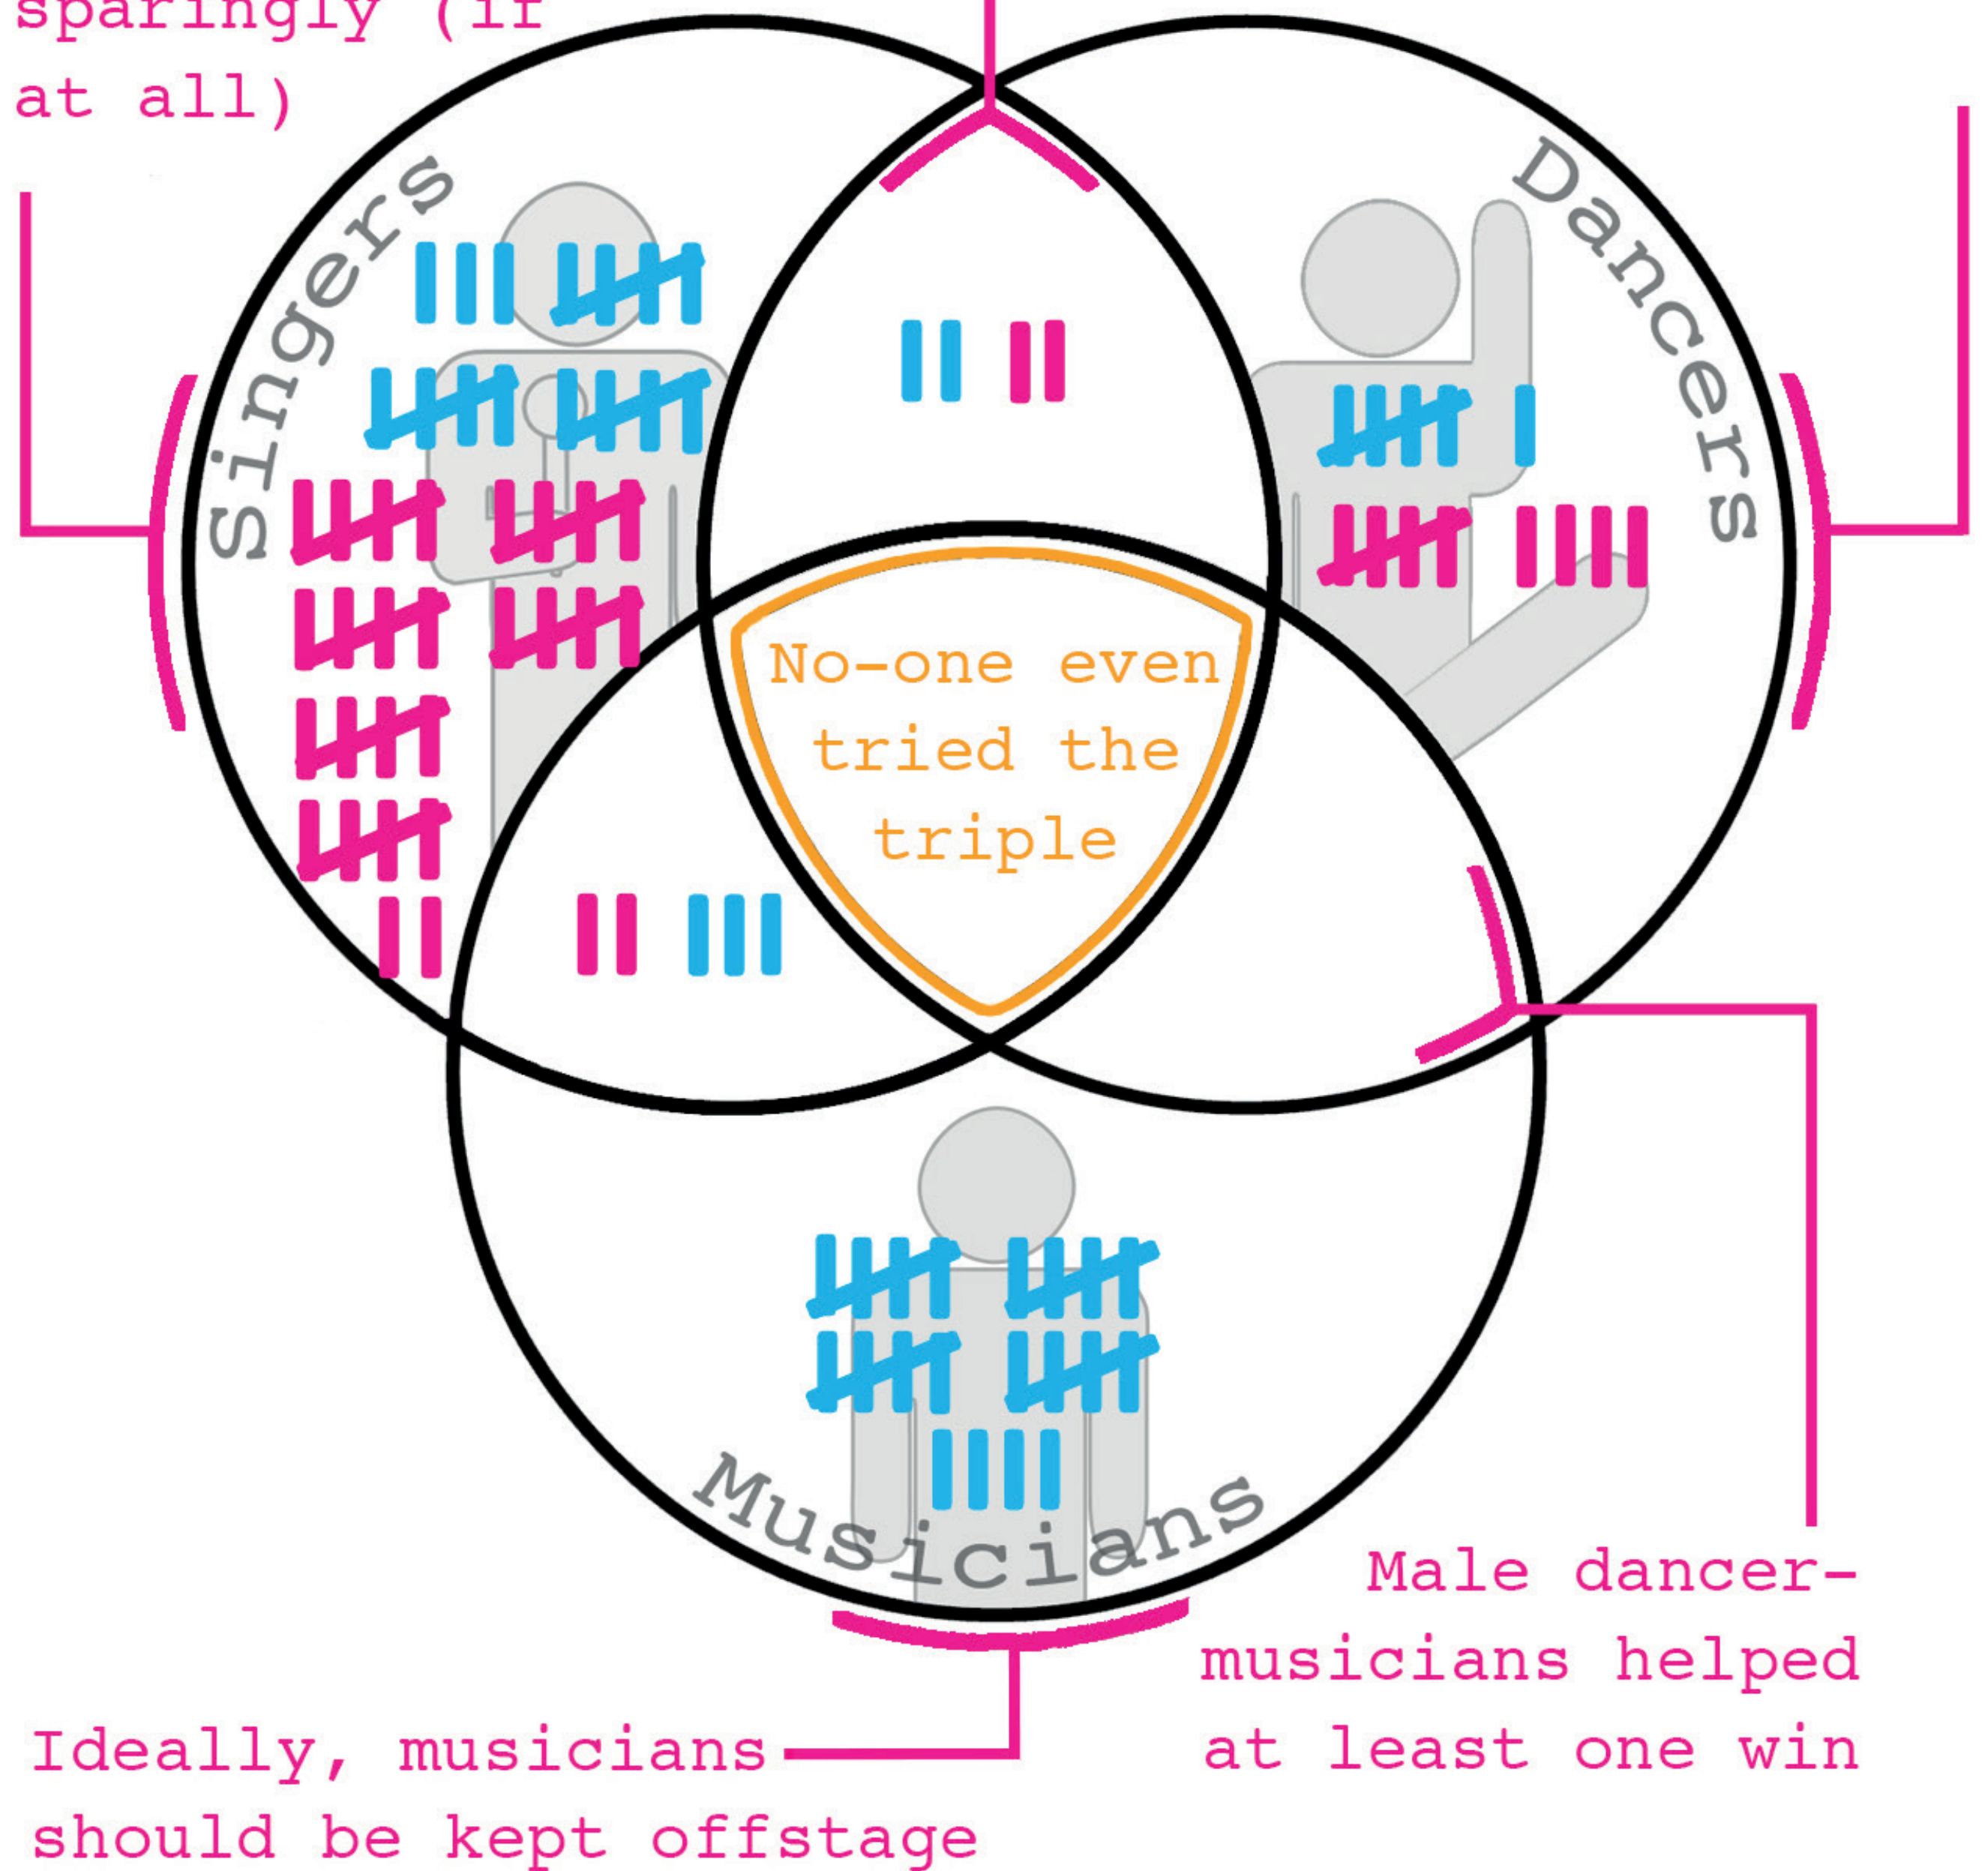 sparingly (if
at all)
Singers
Dancers
No-one even
tried the
triple
Musicians
Male dancer-
musicians helped
at least one win
Ideally, musicians
should be kept offstage